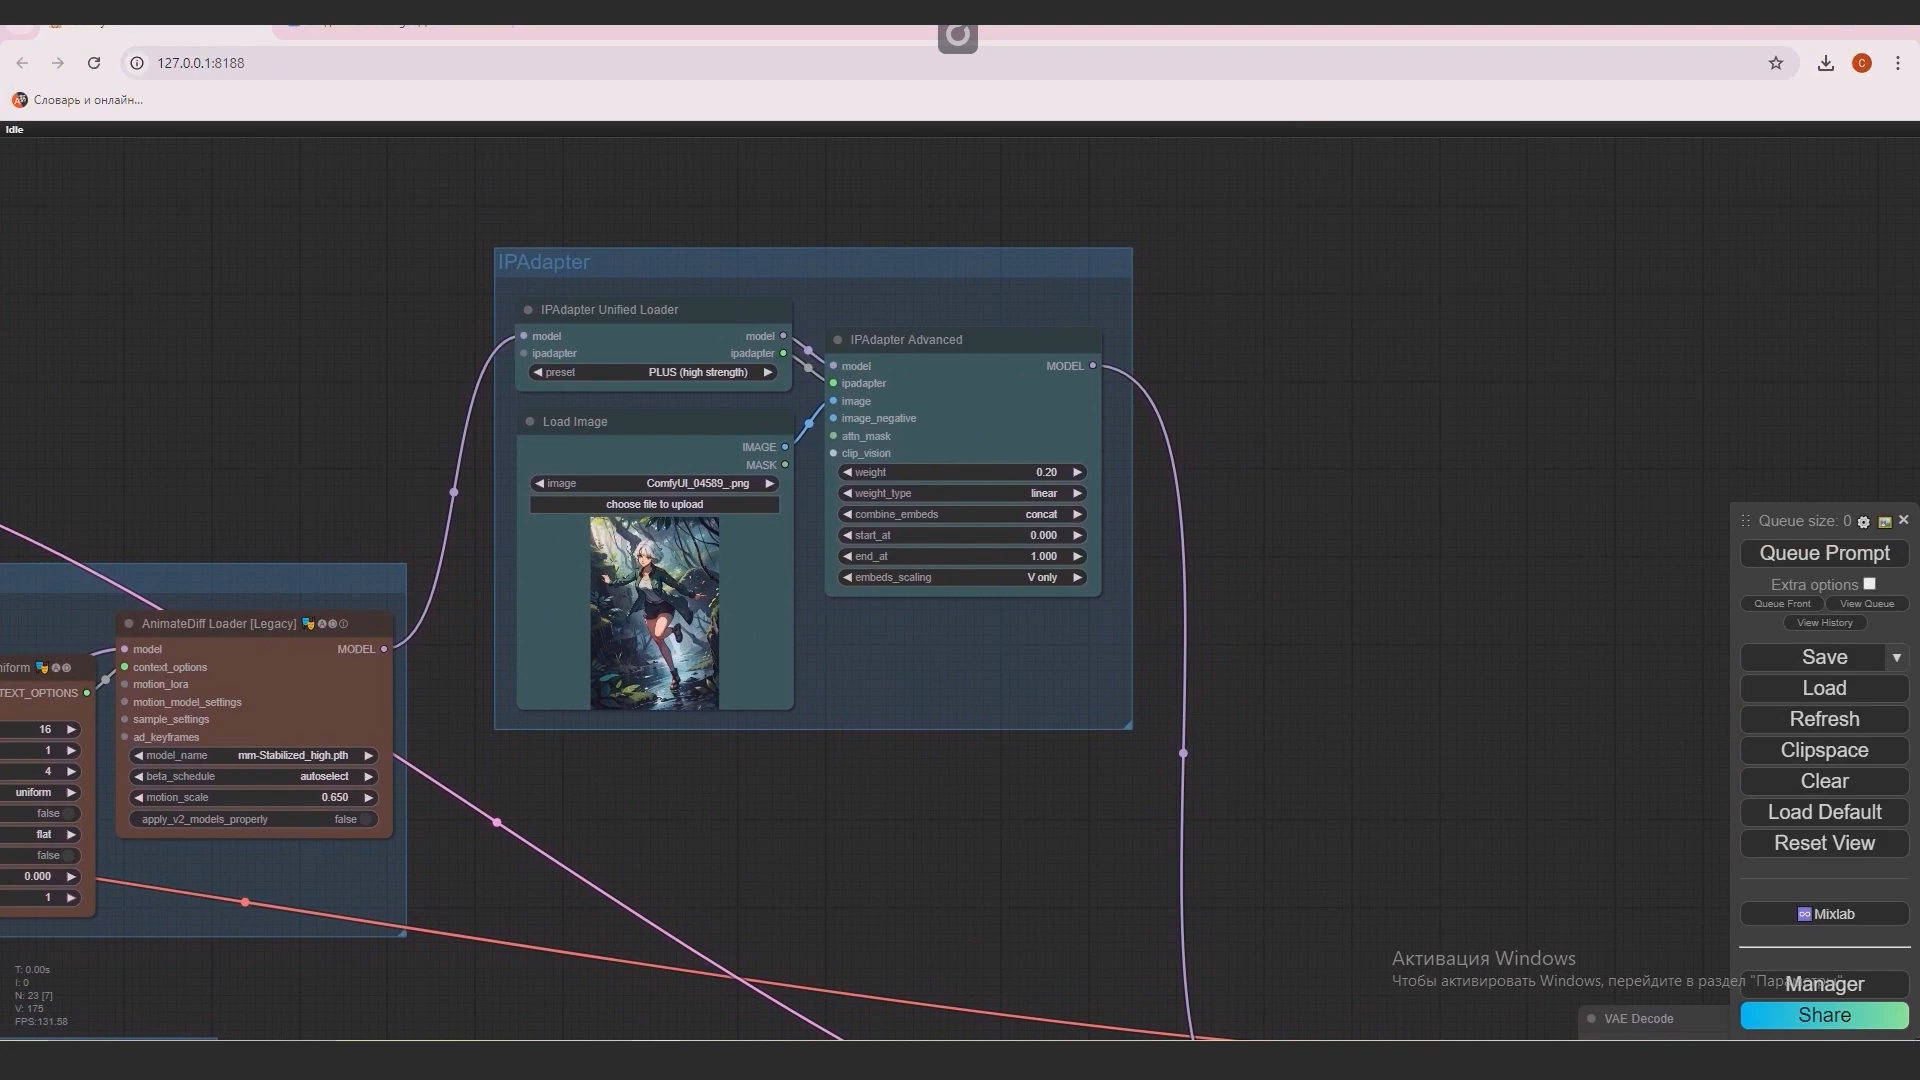 127.0.0.1:8188
C
Словарь и онлайн...
Idle
IPAdapter
IPAdapter Unified Loader
model model
ipadapter ipadapter
preset PLUS (high strength)
IPAdapter Advanced
model MODEL
ipadapter
image
image_negative
attn_mask
clip_vision
weight 0.20
weight_type linear
combine_embeds concat
start_at 0.000
end_at 1.000
embeds_scaling V only
Load Image
IMAGE
MASK
image ComfyUI_04589_.png
choose file to upload
AnimateDiff Loader [Legacy]
model MODEL
context_options
motion_lora
motion_model_settings
sample_settings
ad_keyframes
model_name mm-Stabilized_high.pth
beta_schedule autoselect
motion_scale 0.650
apply_v2_models_properly false
niform
TEXT_OPTIONS
16
1
4
uniform
false
flat
false
0.000
1
T: 0.00s
I: 0
N: 23 [7]
V: 175
FPS:131.58
Queue size: 0
Queue Prompt
Extra options
Queue Front View Queue
View History
Save
Load
Refresh
Clipspace
Clear
Load Default
Reset View
Mixlab
Manager
Share
Активация Windows
Чтобы активировать Windows, перейдите в раздел "Параметры".
VAE Decode